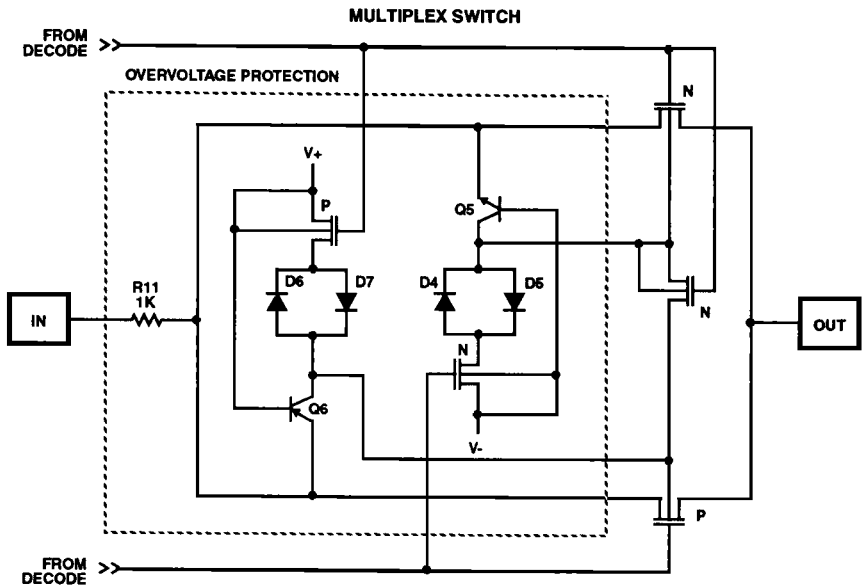 MULTIPLEX SWITCH
FROM
DECODE
OVERVOLTAGE PROTECTION
N
V+
P
Q5
D6
D7
D4
D5
R11
1K
IN
N
OUT
N
Q6
V-
P
FROM
DECODE